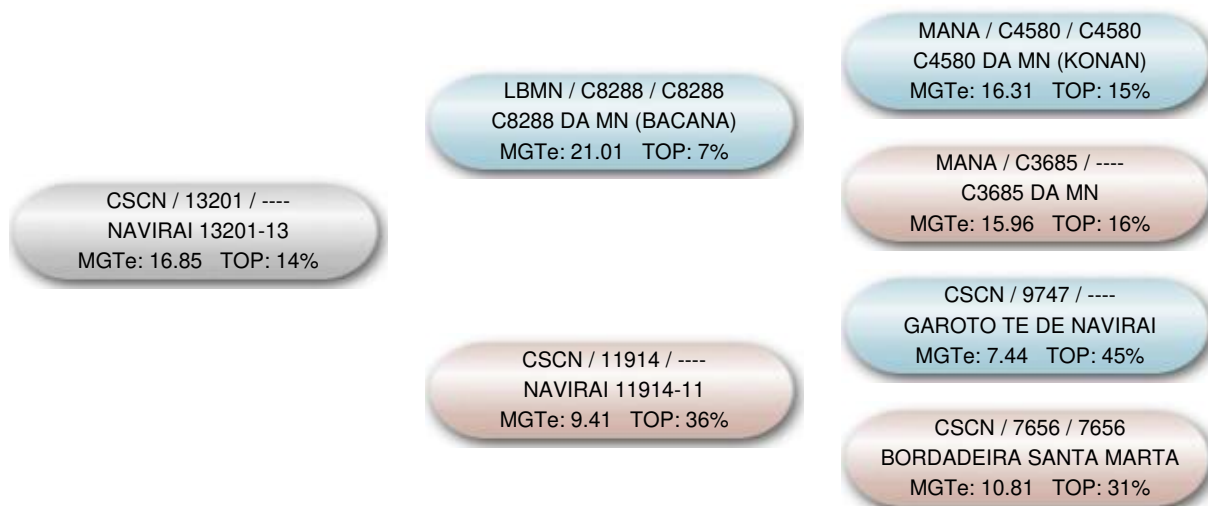 CSCN / 13201 / ----
NAVIRAI 13201-13
MGTe: 16.85 TOP: 14%
LBMN / C8288 / C8288
C8288 DA MN (BACANA)
MGTe: 21.01 TOP: 7%
CSCN / 11914 / ----
NAVIRAI 11914-11
MGTe: 9.41 TOP: 36%
MANA / C4580 / C4580
C4580 DA MN (KONAN)
MGTe: 16.31 TOP: 15%
MANA / C3685 / ----
C3685 DA MN
MGTe: 15.96 TOP: 16%
CSCN / 9747 / ----
GAROTO TE DE NAVIRAI
MGTe: 7.44 TOP: 45%
CSCN / 7656 / 7656
BORDADEIRA SANTA MARTA
MGTe: 10.81 TOP: 31%